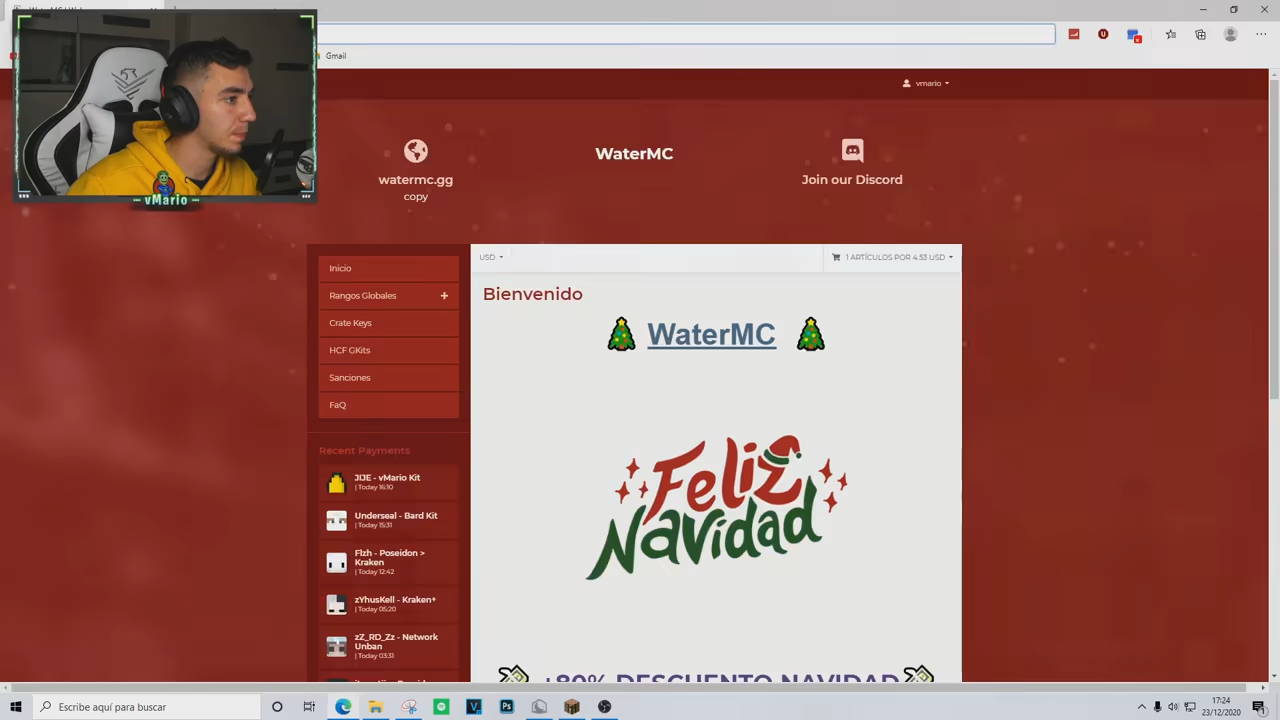 Gmail
vmario
WaterMC
watermc.gg
copy
Join our Discord
vMario
Inicio
Rangos Globales
Crate Keys
HCF GKits
Sanciones
FaQ
USD
1 ARTÍCULOS POR 4.53 USD
Bienvenido
WaterMC
Feliz
Navidad
+80% DESCUENTO NAVIDAD
Recent Payments
JIJE - vMario Kit
| Today 16:10
Underseal - Bard Kit
| Today 15:31
Flzh - Poseidon >
Kraken
| Today 12:42
zYhusKell - Kraken+
| Today 05:20
zZ_RD_Zz - Network
Unban
| Today 03:31
Escribe aquí para buscar
17:24
23/12/2020